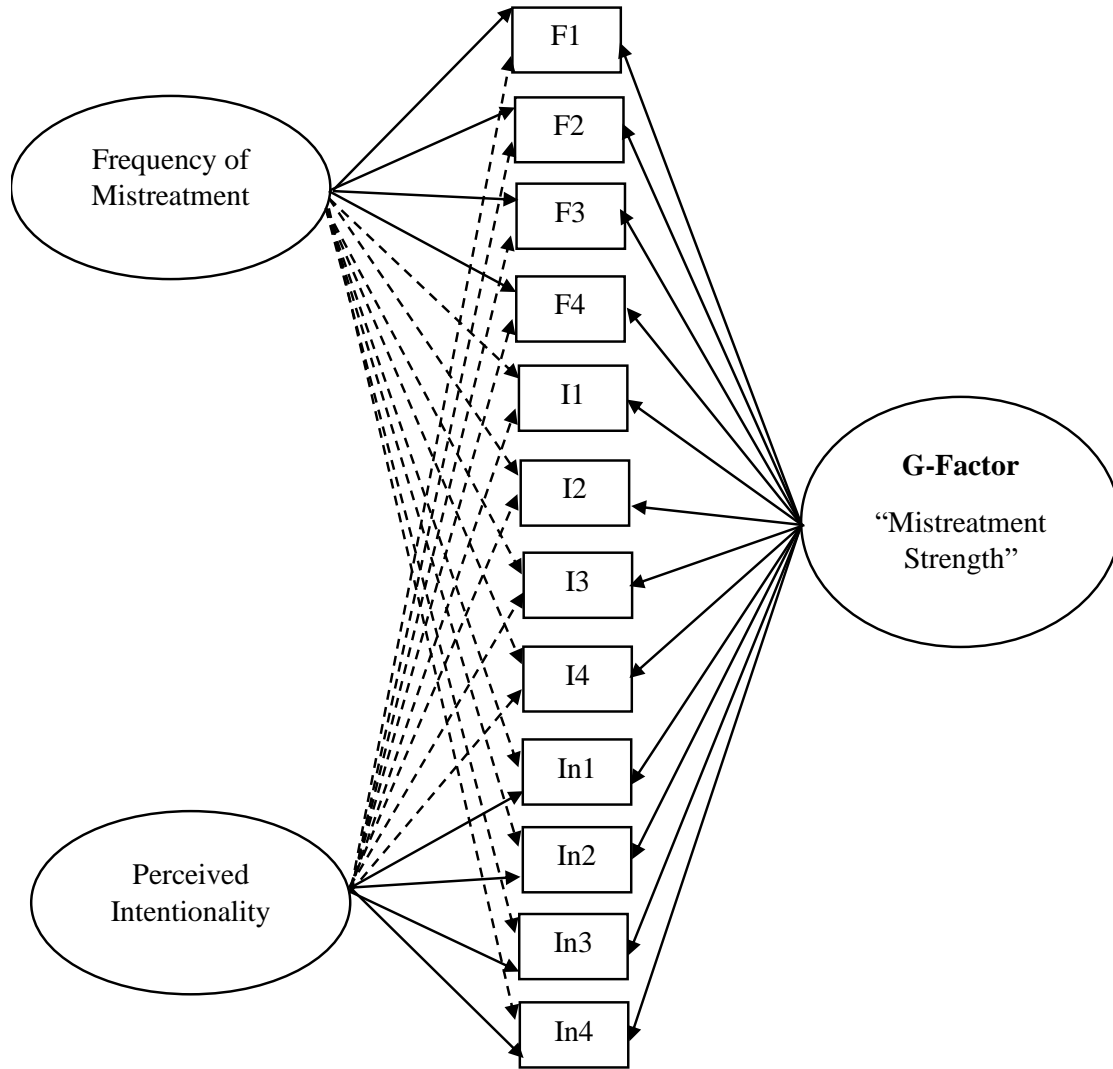 F1
F2
F3
F4
I1
I2
I3
I4
In1
In2
In3
In4
Frequency of
Mistreatment
Perceived
Intentionality
G-Factor
“Mistreatment
Strength”